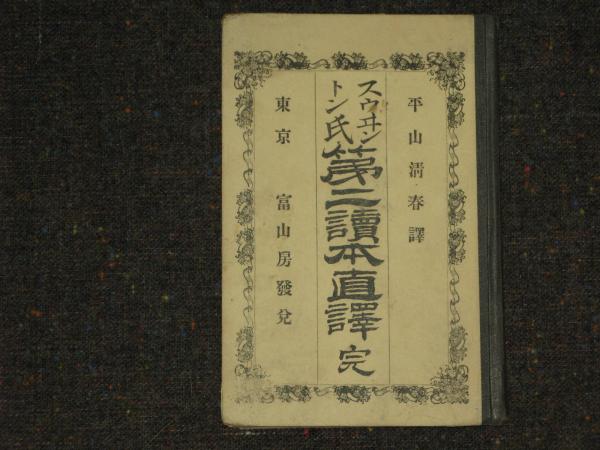 平山淸春譯
スウヰントン氏第二讀本直譯 完
東京 富山房發兌